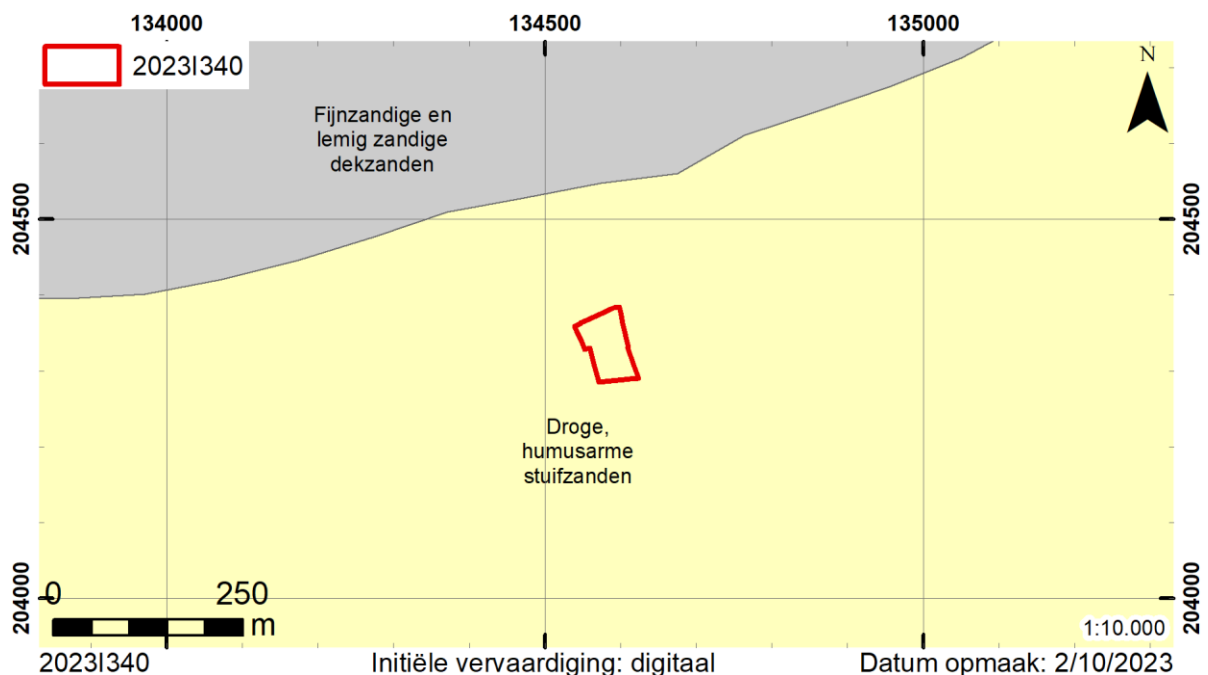 134000 134500 135000
2023I340
N
Fijnzandige en
lemig zandige
dekzanden
204500 204500
Droge,
humusarme
stuifzanden
0 250
m
204000 204000
1:10.000
2023I340 Initiële vervaardiging: digitaal Datum opmaak: 2/10/2023